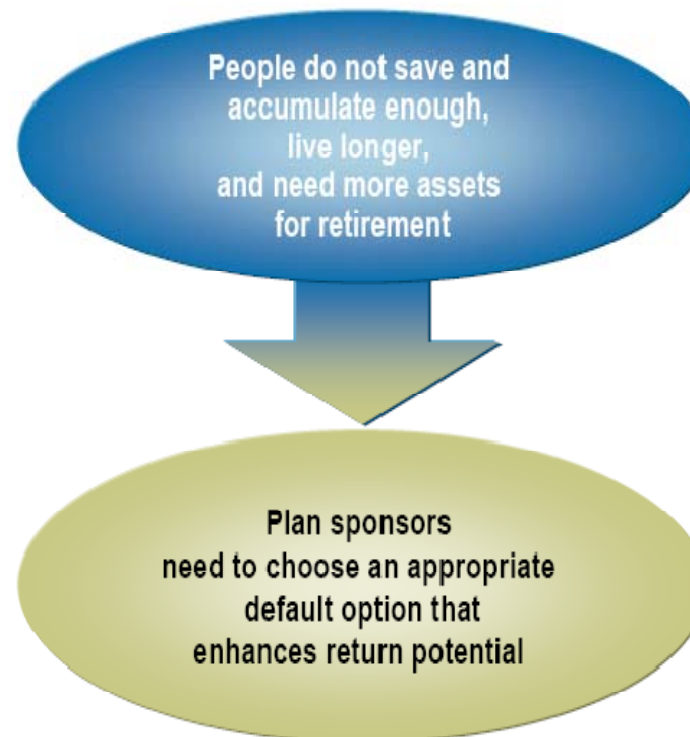 People do not save and
accumulate enough,
live longer,
and need more assets
for retirement
Plan sponsors
need to choose an appropriate
default option that
enhances return potential